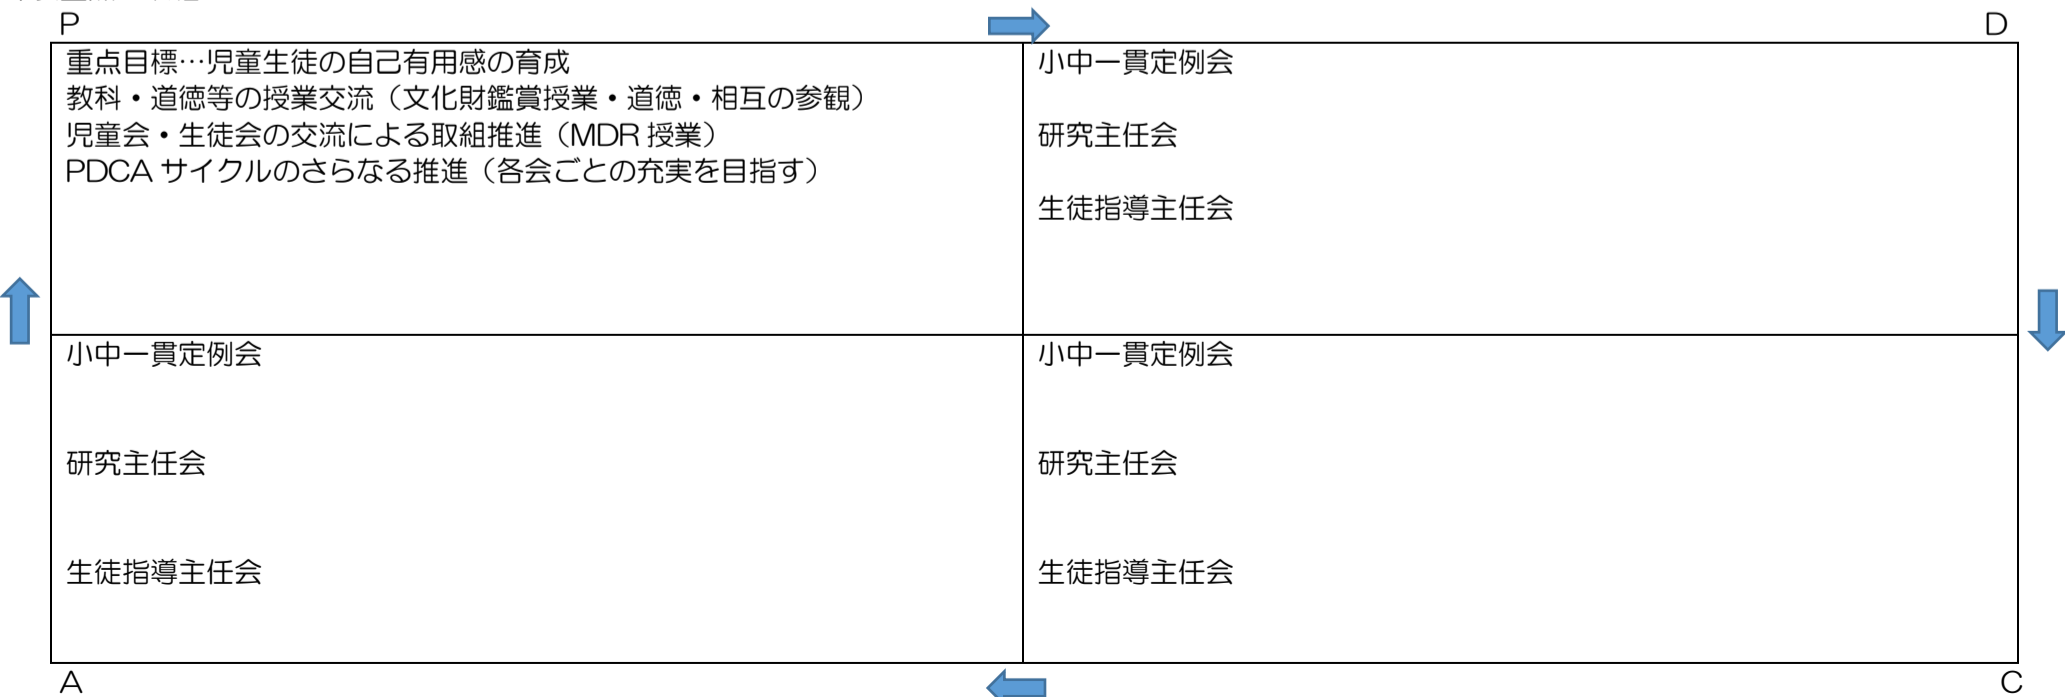 P
D
重点目標…児童生徒の自己有用感の育成
教科・道徳等の授業交流（文化財鑑賞授業・道徳・相互の参観）
児童会・生徒会の交流による取組推進（MDR 授業）
PDCA サイクルのさらなる推進（各会ごとの充実を目指す）
小中一貫定例会
研究主任会
生徒指導主任会
小中一貫定例会
研究主任会
生徒指導主任会
小中一貫定例会
研究主任会
生徒指導主任会
A
C